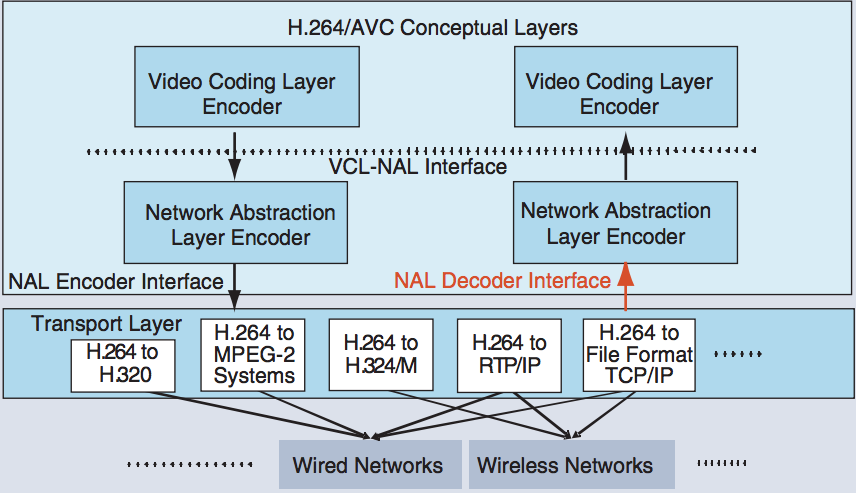 H.264/AVC Conceptual Layers
Video Coding Layer
Encoder
Video Coding Layer
Encoder
VCL-NAL Interface
Network Abstraction
Layer Encoder
Network Abstraction
Layer Encoder
NAL Encoder Interface
NAL Decoder Interface
Transport Layer
H.264 to
H.320
H.264 to
MPEG-2
Systems
H.264 to
H.324/M
H.264 to
RTP/IP
H.264 to
File Format
TCP/IP
Wired Networks
Wireless Networks